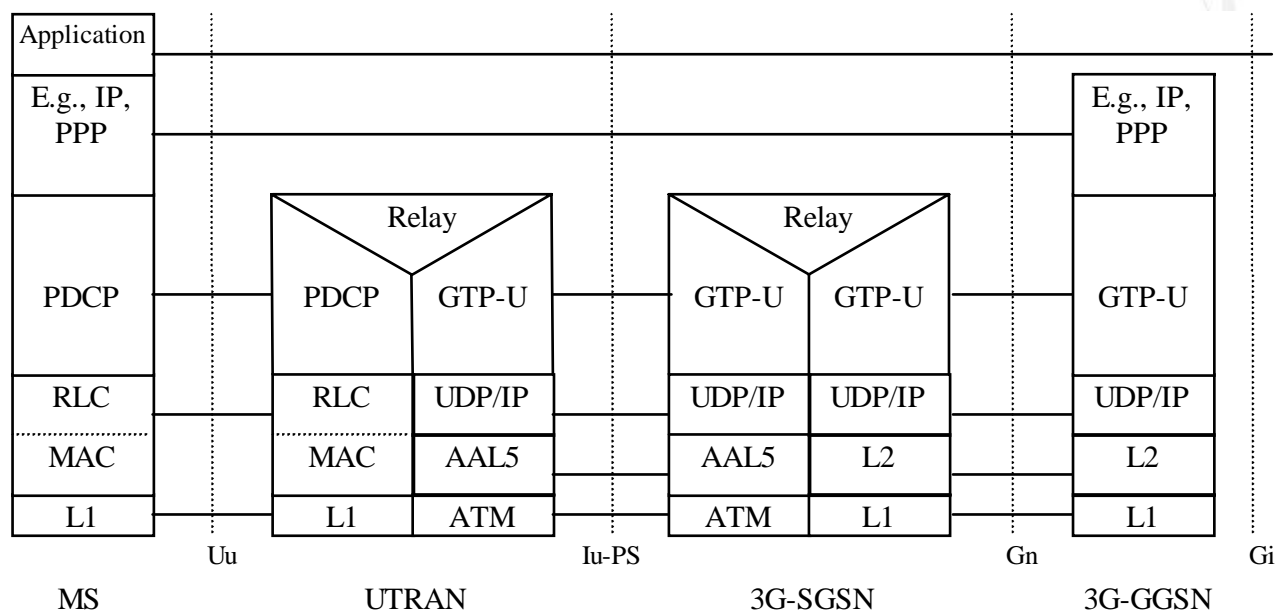 Application
E.g., IP,
PPP
E.g., IP,
PPP
Relay
Relay
PDCP
PDCP
GTP-U
GTP-U
GTP-U
GTP-U
RLC
RLC
UDP/IP
UDP/IP
UDP/IP
UDP/IP
MAC
MAC
AAL5
AAL5
L2
L2
L1
L1
ATM
ATM
L1
L1
Uu
Iu-PS
Gn
Gi
MS
UTRAN
3G-SGSN
3G-GGSN